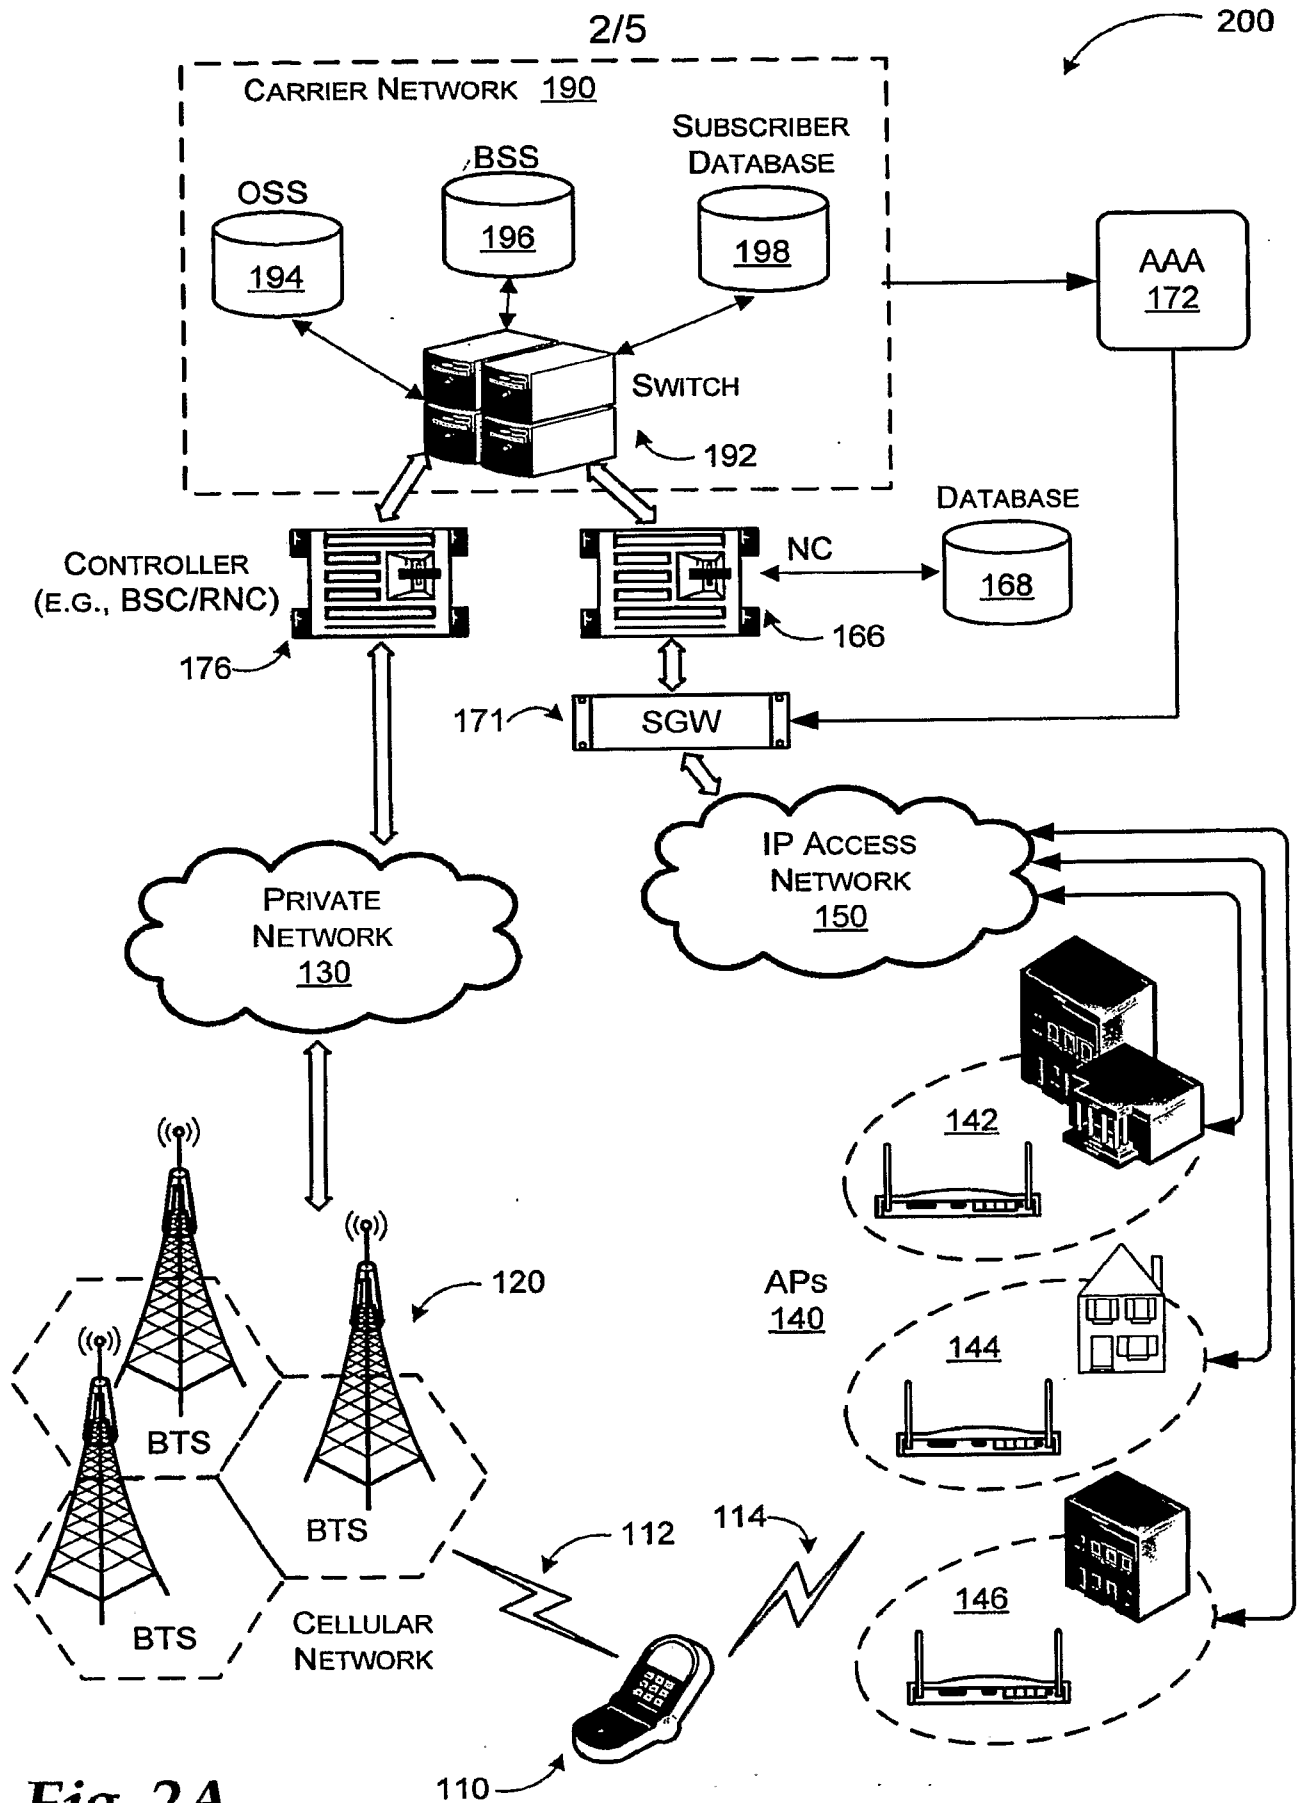 2/5
200
CARRIER NETWORK 190
SUBSCRIBER
DATABASE
198
BSS
196
OSS
194
AAA
172
SWITCH
192
DATABASE
168
NC
CONTROLLER
(E.G., BSC/RNC)
176
166
171
SGW
IP ACCESS
NETWORK
150
PRIVATE
NETWORK
130
142
120
APs
140
144
BTS
BTS
BTS
112
114
146
CELLULAR
NETWORK
110
Fig. 2A